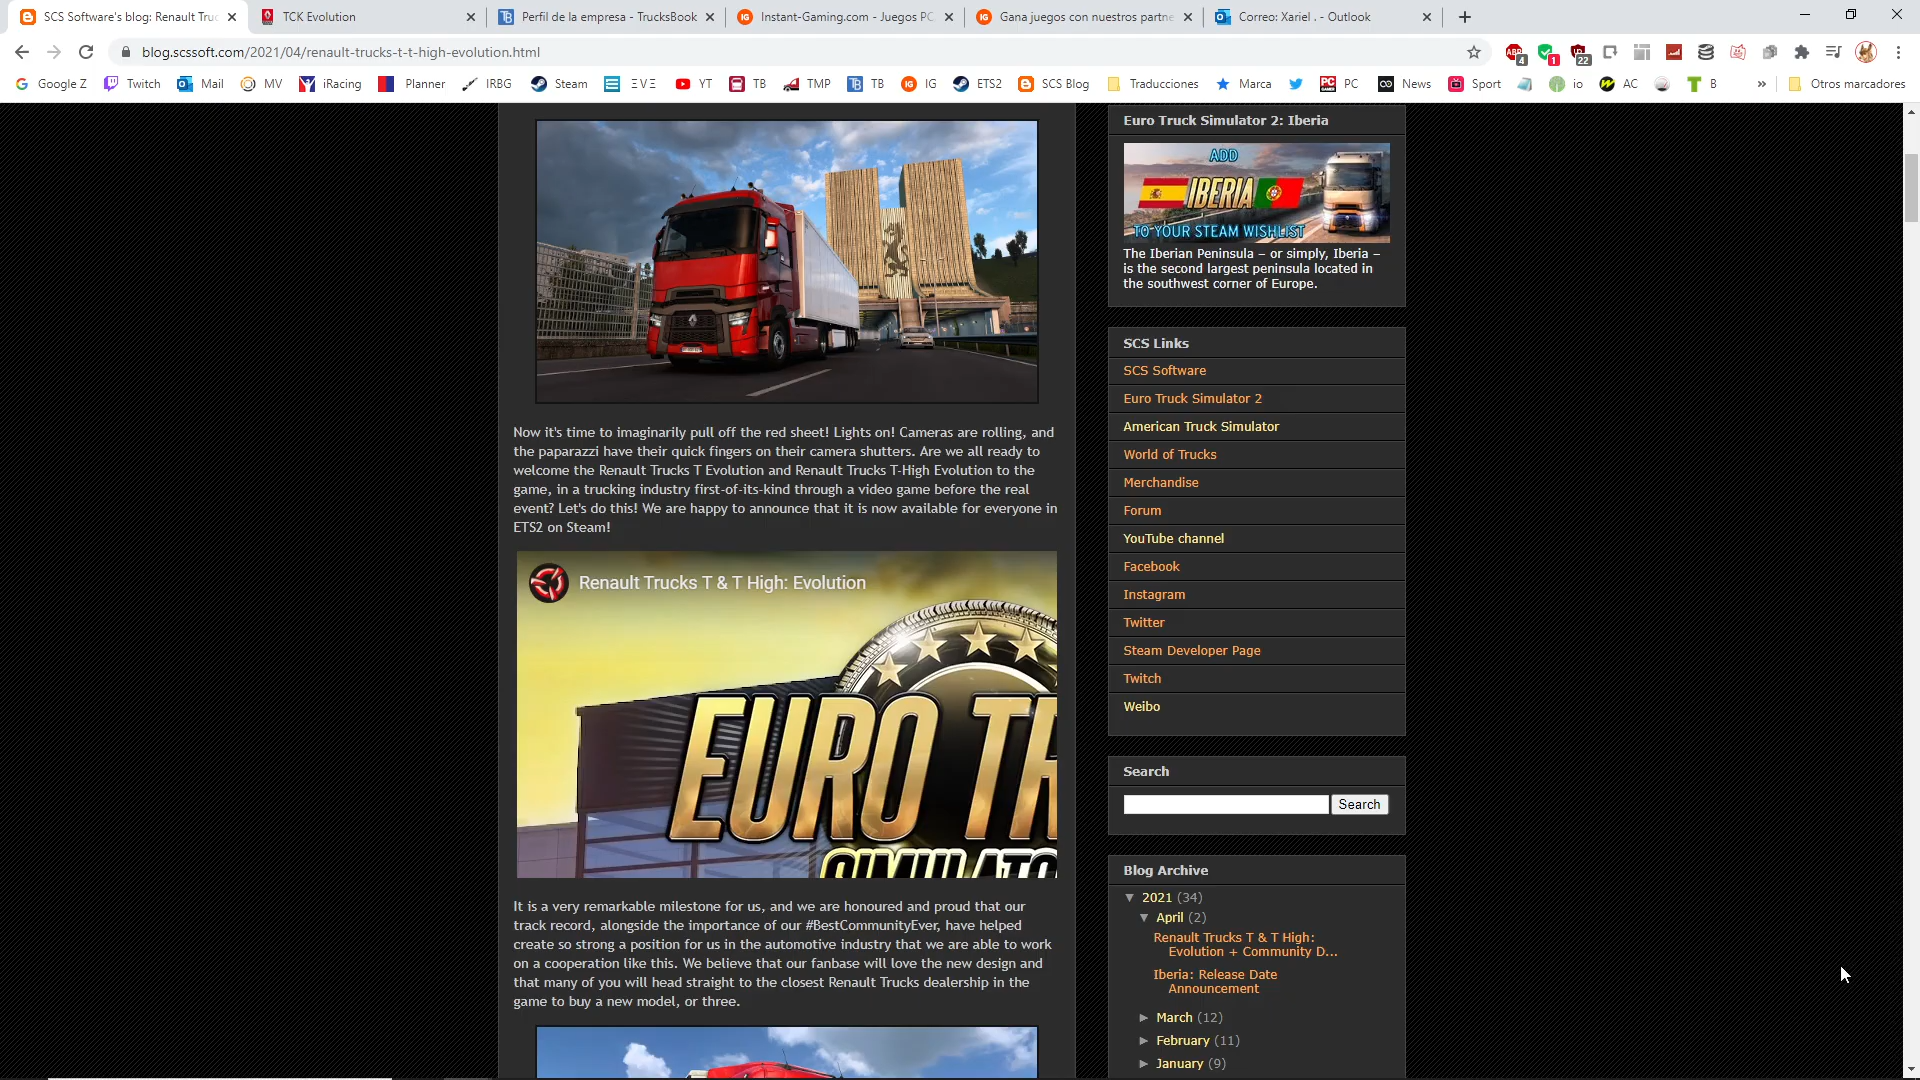 SCS Software's blog: Renault Truc
TCK Evolution
Perfil de la empresa - TrucksBook
Instant-Gaming.com - Juegos PC
Gana juegos con nuestros partne
Correo: Xariel . - Outlook
blog.scssoft.com/2021/04/renault-trucks-t-t-high-evolution.html
4
1
22
Google Z
Twitch
Mail
MV
iRacing
Planner
IRBG
Steam
ΞVΞ
YT
TB
TMP
TB
IG
ETS2
SCS Blog
Traducciones
Marca
PC
News
Sport
io
AC
B
»
Otros marcadores
Now it's time to imaginarily pull off the red sheet! Lights on! Cameras are rolling, and
the paparazzi have their quick fingers on their camera shutters. Are we all ready to
welcome the Renault Trucks T Evolution and Renault Trucks T-High Evolution to the
game, in a trucking industry first-of-its-kind through a video game before the real
event? Let's do this! We are happy to announce that it is now available for everyone in
ETS2 on Steam!
Renault Trucks T & T High: Evolution
EURO TR
SIMULATO
It is a very remarkable milestone for us, and we are honoured and proud that our
track record, alongside the importance of our #BestCommunityEver, have helped
create so strong a position for us in the automotive industry that we are able to work
on a cooperation like this. We believe that our fanbase will love the new design and
that many of you will head straight to the closest Renault Trucks dealership in the
game to buy a new model, or three.
Euro Truck Simulator 2: Iberia
ADD
IBERIA
TO YOUR STEAM WISHLIST
The Iberian Peninsula – or simply, Iberia –
is the second largest peninsula located in
the southwest corner of Europe.
SCS Links
SCS Software
Euro Truck Simulator 2
American Truck Simulator
World of Trucks
Merchandise
Forum
YouTube channel
Facebook
Instagram
Twitter
Steam Developer Page
Twitch
Weibo
Search
Search
Blog Archive
▼ 2021 (34)
▼ April (2)
Renault Trucks T & T High:
Evolution + Community D...
Iberia: Release Date
Announcement
► March (12)
► February (11)
► January (9)